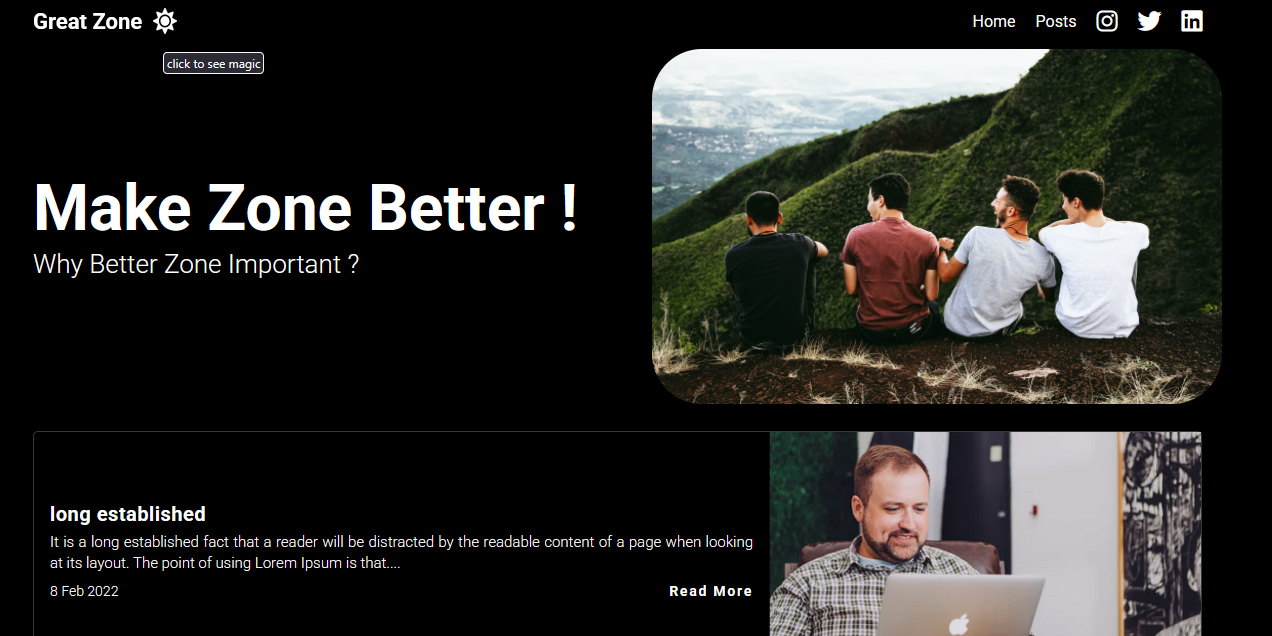 Great Zone
Home Posts
click to see magic
Make Zone Better !
Why Better Zone Important ?
long established
It is a long established fact that a reader will be distracted by the readable content of a page when looking
at its layout. The point of using Lorem Ipsum is that....
8 Feb 2022
Read More